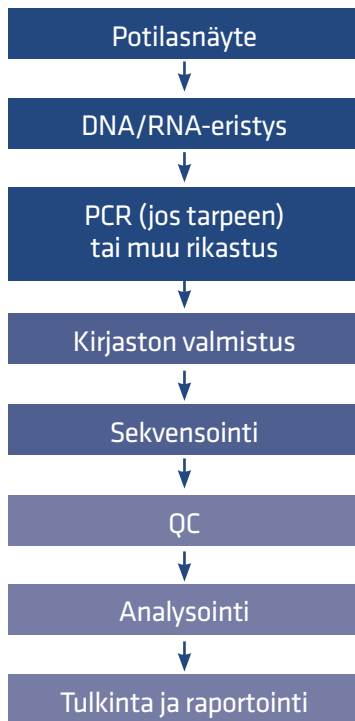 Potilasnäyte
DNA/RNA-eristys
PCR (jos tarpeen)
tai muu rikastus
Kirjaston valmistus
Sekvensointi
QC
Analysointi
Tulkinta ja raportointi